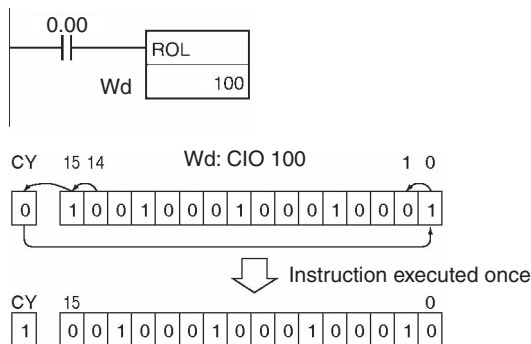 0.00
ROL
Wd 100
CY 15 14 Wd: CIO 100 1 0
0 1 0 0 1 0 0 0 1 0 0 0 1 0 0 0 1
Instruction executed once
CY 15 0
1 0 0 1 0 0 0 1 0 0 0 1 0 0 0 1 0